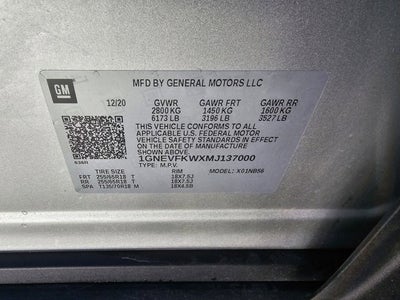 GM
MFD BY GENERAL MOTORS LLC
12/20 GVWR GAWR FRT GAWR RR
2800 KG 1450 KG 1600 KG
6173 LB 3196 LB 3527 LB
THIS VEHICLE CONFORMS TO ALL APPLICABLE
U.S. FEDERAL MOTOR
VEHICLE SAFETY STANDARDS
IN EFFECT ON THE DATE OF
MANUFACTURE SHOWN ABOVE.
1GNEVFKWXMJ137000
TYPE: M.P.V. MODEL: X01NB56
TIRE SIZE RIM
FRT 255/65R18 T 18X7.5J
RR 255/65R18 T 18X7.5J
SPA T135/70R18 M 18X4.5B